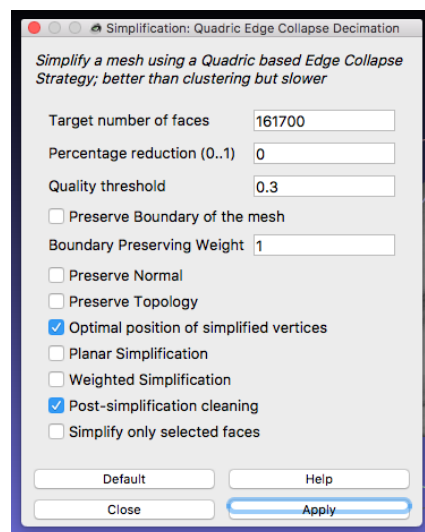 Simplification: Quadric Edge Collapse Decimation
Simplify a mesh using a Quadric based Edge Collapse
Strategy; better than clustering but slower
Target number of faces 161700
Percentage reduction (0..1) 0
Quality threshold 0.3
Preserve Boundary of the mesh
Boundary Preserving Weight 1
Preserve Normal
Preserve Topology
Optimal position of simplified vertices
Planar Simplification
Weighted Simplification
Post-simplification cleaning
Simplify only selected faces
Default Help
Close Apply